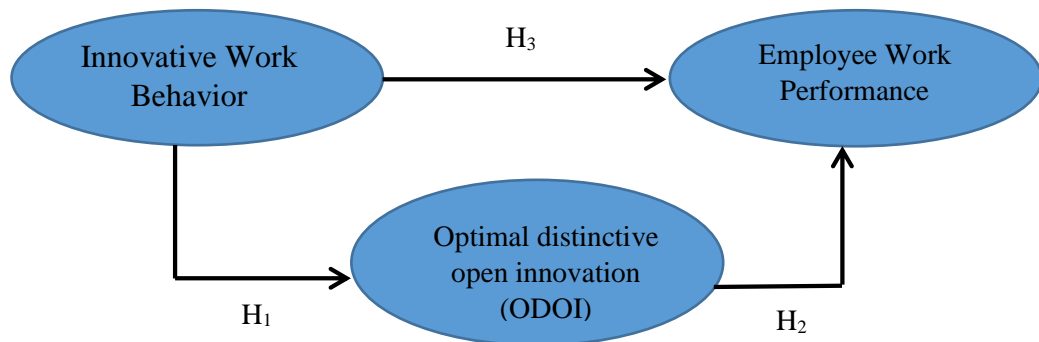 Innovative Work
Behavior
H3
Employee Work
Performance
Optimal distinctive
open innovation
(ODOI)
H1
H2